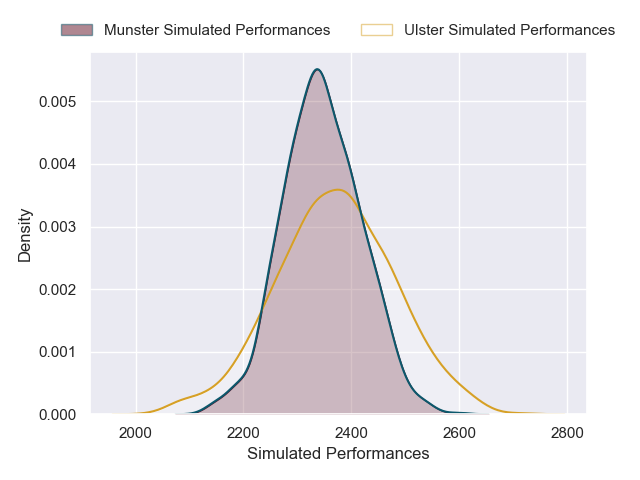 Munster Simulated Performances Ulster Simulated Performances
0.005
0.004
0.003
0.002
0.001
0.000
Density
2000 2200 2400 2600 2800
Simulated Performances